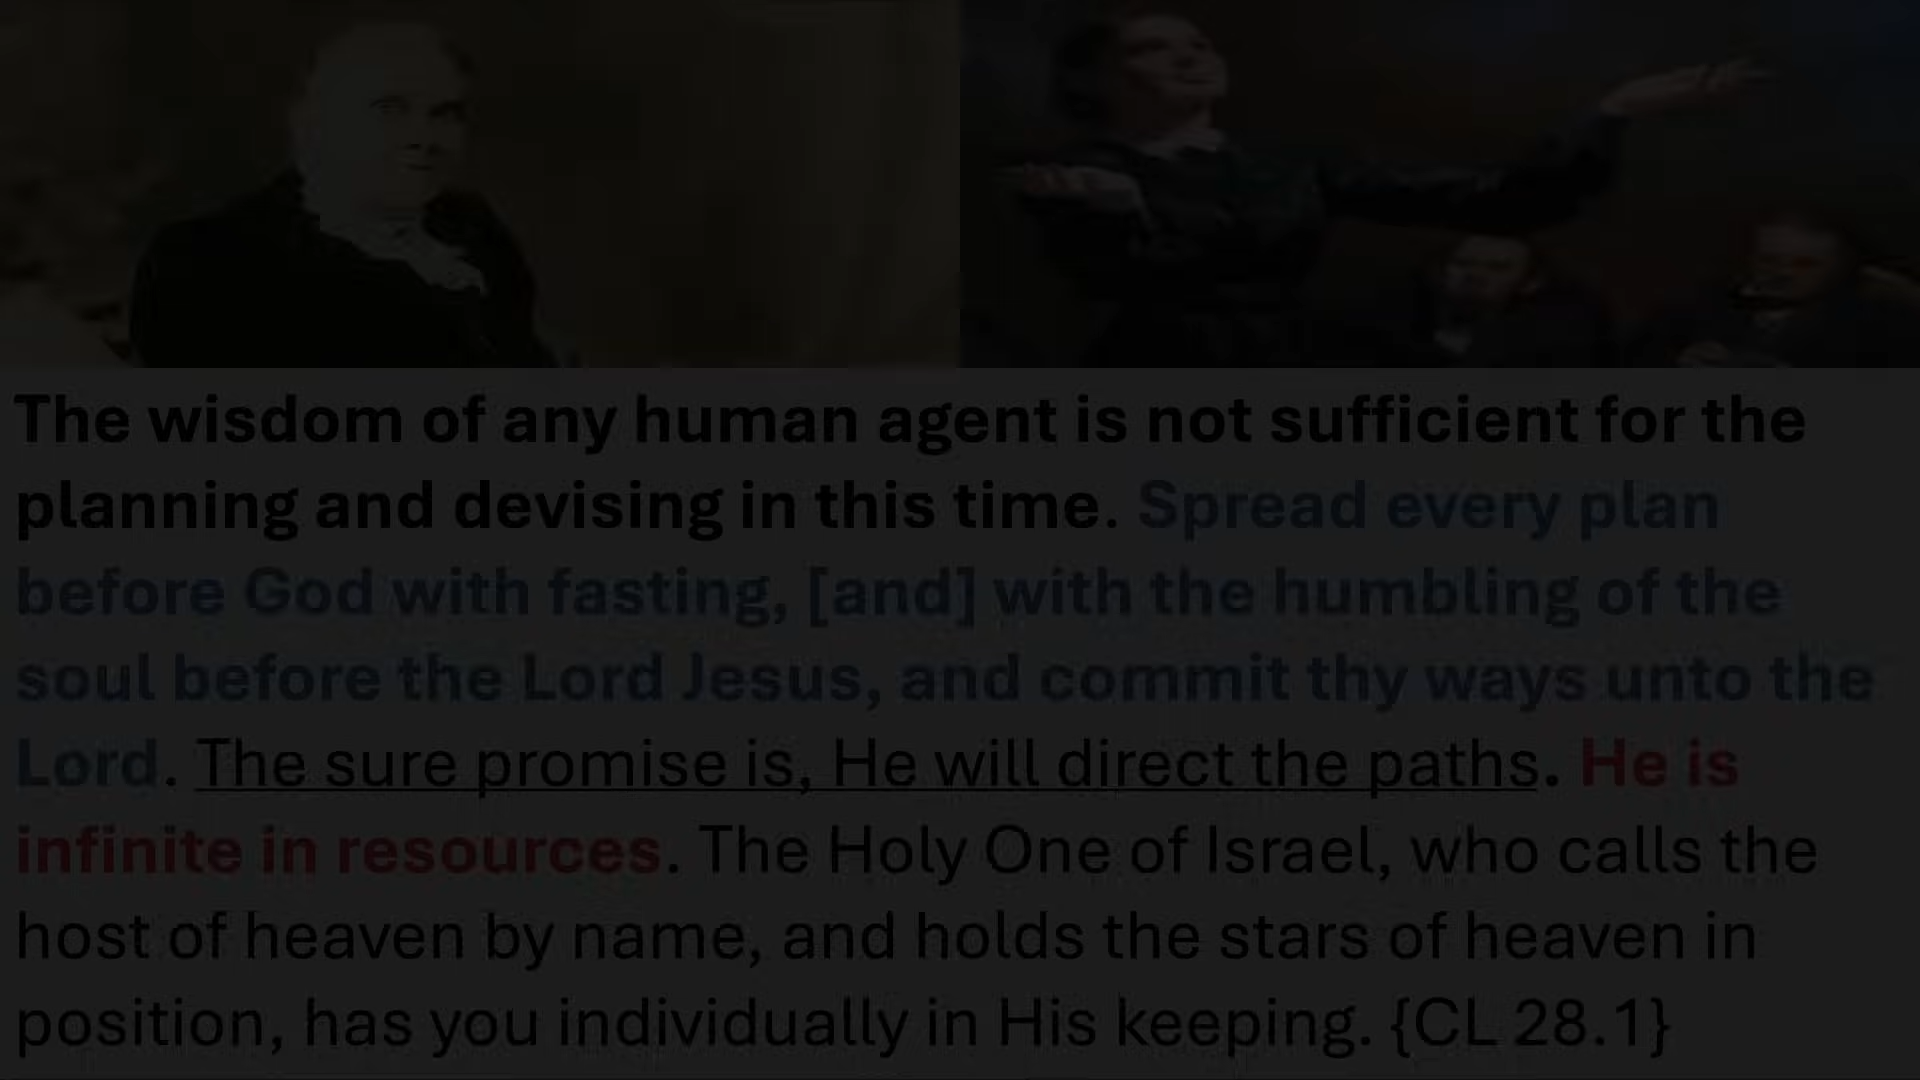 The wisdom of any human agent is not sufficient for the
planning and devising in this time. Spread every plan
before God with fasting, [and] with the humbling of the
soul before the Lord Jesus, and commit thy ways unto the
Lord. The sure promise is, He will direct the paths. He is
infinite in resources. The Holy One of Israel, who calls the
host of heaven by name, and holds the stars of heaven in
position, has you individually in His keeping. {CL 28.1}